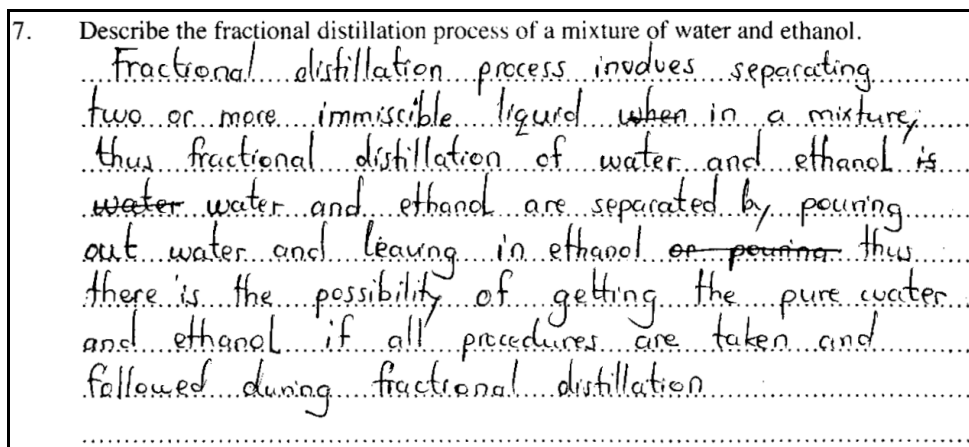 7. Describe the fractional distillation process of a mixture of water and ethanol.
Fractional distillation process involves separating
two or more immiscible liquid when in a mixture,
thus fractional distillation of water and ethanol is
water water and ethanol are separated by pouring
out water and leaving in ethanol or pouring thus
there is the possibility of getting the pure water
and ethanol if all procedures are taken and
followed during fractional distillation